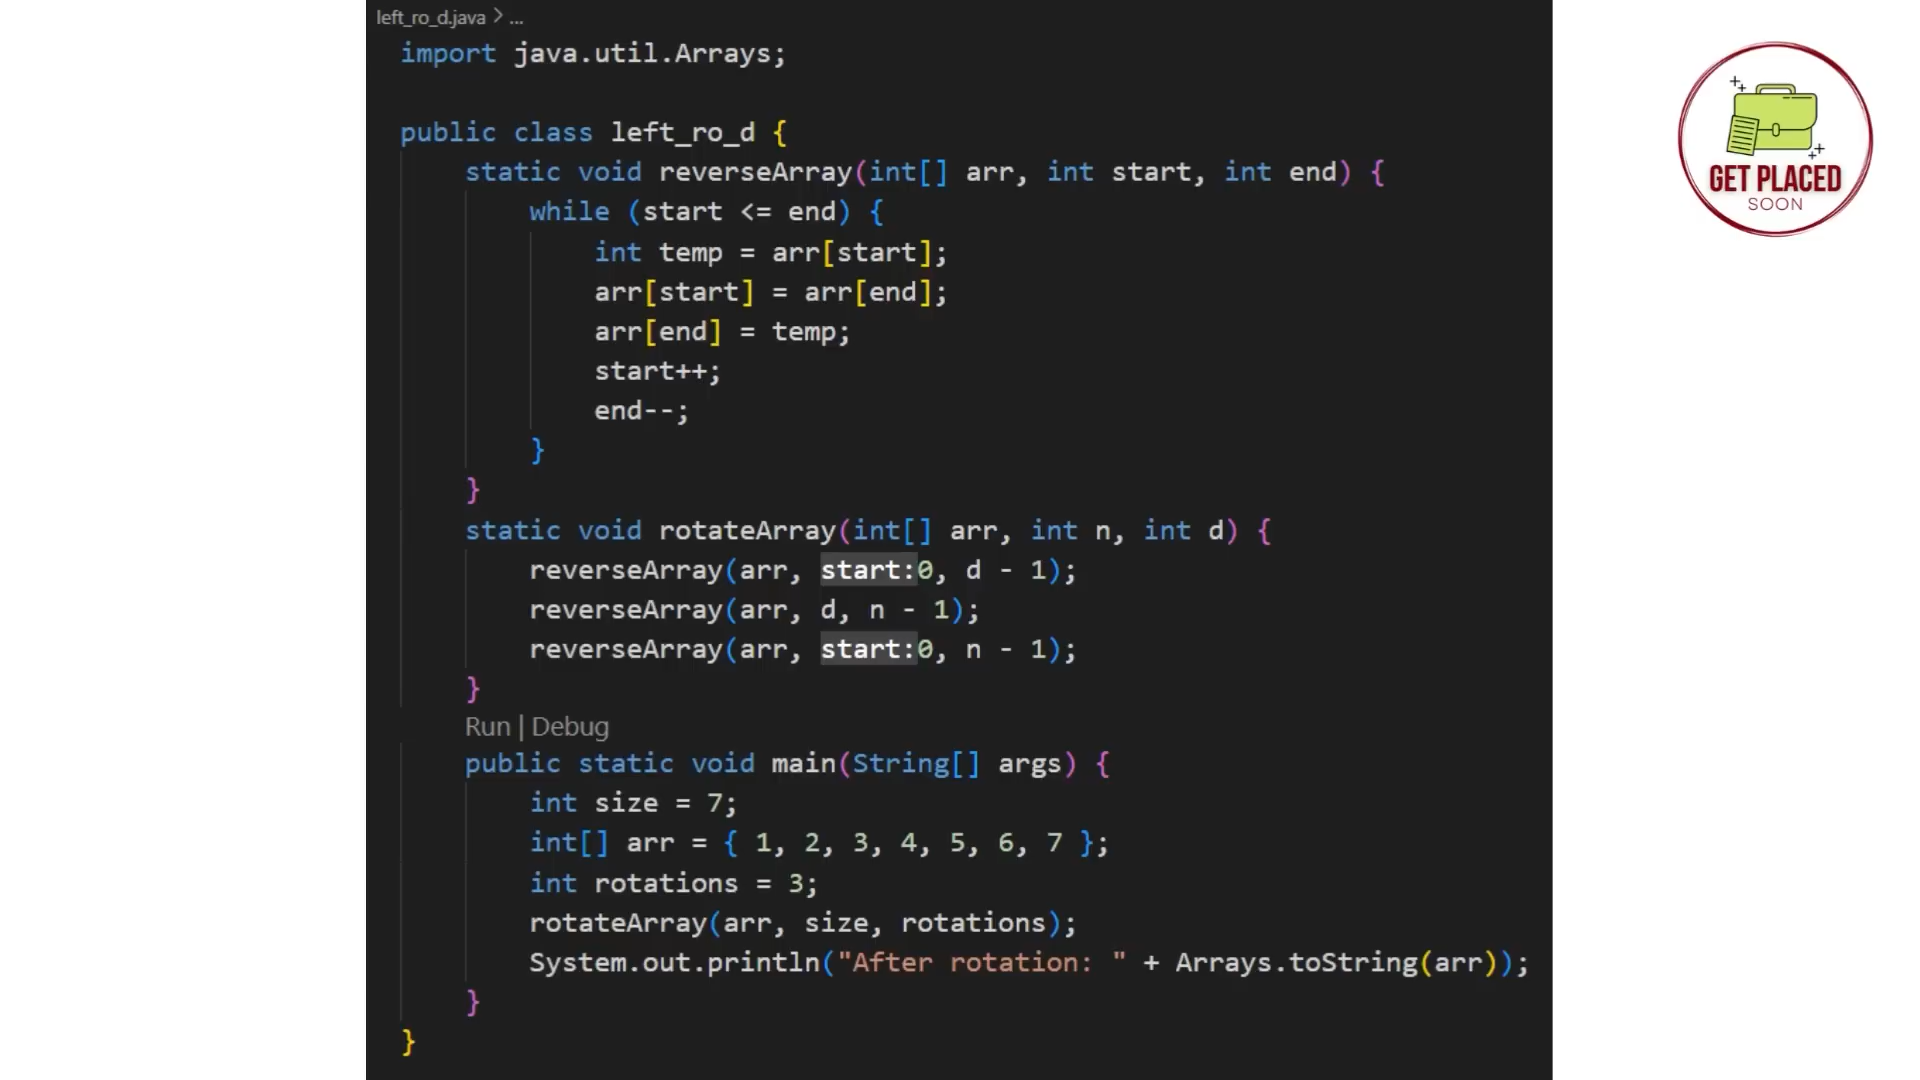 left_ro_d.java > ...
import java.util.Arrays;
public class left_ro_d {
static void reverseArray(int[] arr, int start, int end) {
while (start <= end) {
int temp = arr[start];
arr[start] = arr[end];
arr[end] = temp;
start++;
end--;
}
}
static void rotateArray(int[] arr, int n, int d) {
reverseArray(arr, start:0, d - 1);
reverseArray(arr, d, n - 1);
reverseArray(arr, start:0, n - 1);
}
Run | Debug
public static void main(String[] args) {
int size = 7;
int[] arr = { 1, 2, 3, 4, 5, 6, 7 };
int rotations = 3;
rotateArray(arr, size, rotations);
System.out.println("After rotation: " + Arrays.toString(arr));
}
}
GET PLACED
SOON